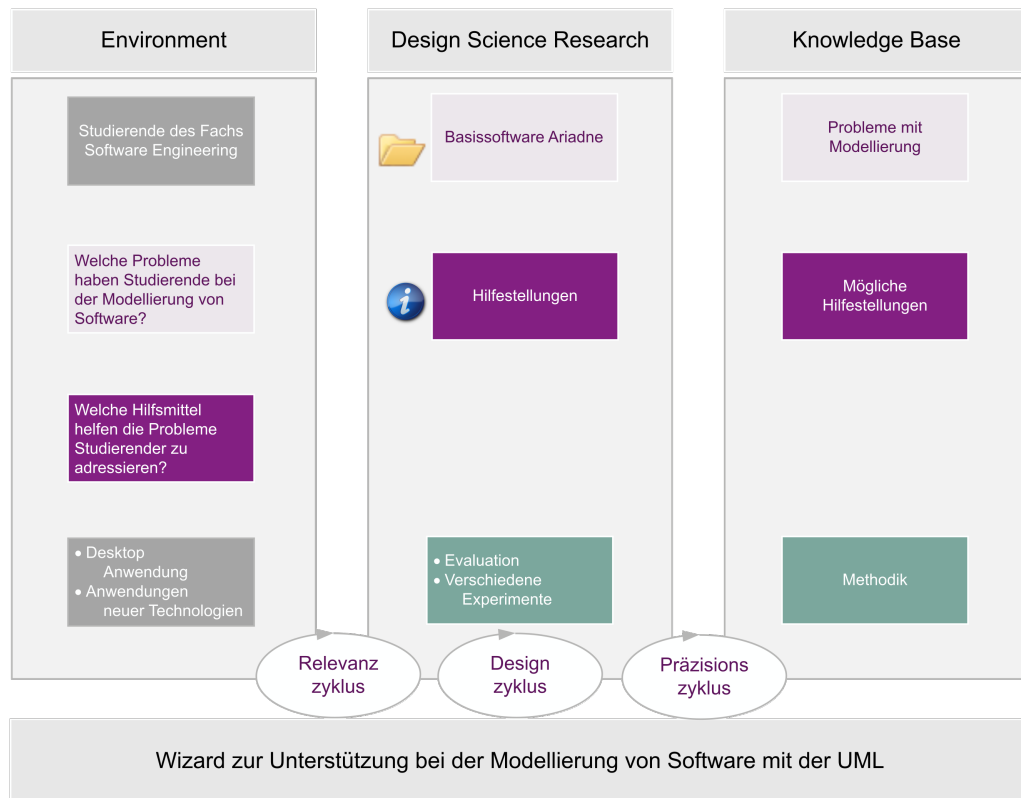 Environment
Design Science Research
Knowledge Base
Studierende des Fachs
Software Engineering
Welche Probleme
haben Studierende bei
der Modellierung von
Software?
Welche Hilfsmittel
helfen die Probleme
Studierender zu
adressieren?
• Desktop
Anwendung
• Anwendungen
neuer Technologien
Basissoftware Ariadne
i
Hilfestellungen
• Evaluation
• Verschiedene
Experimente
Probleme mit
Modellierung
Mögliche
Hilfestellungen
Methodik
Relevanz
zyklus
Design
zyklus
Präzisions
zyklus
Wizard zur Unterstützung bei der Modellierung von Software mit der UML